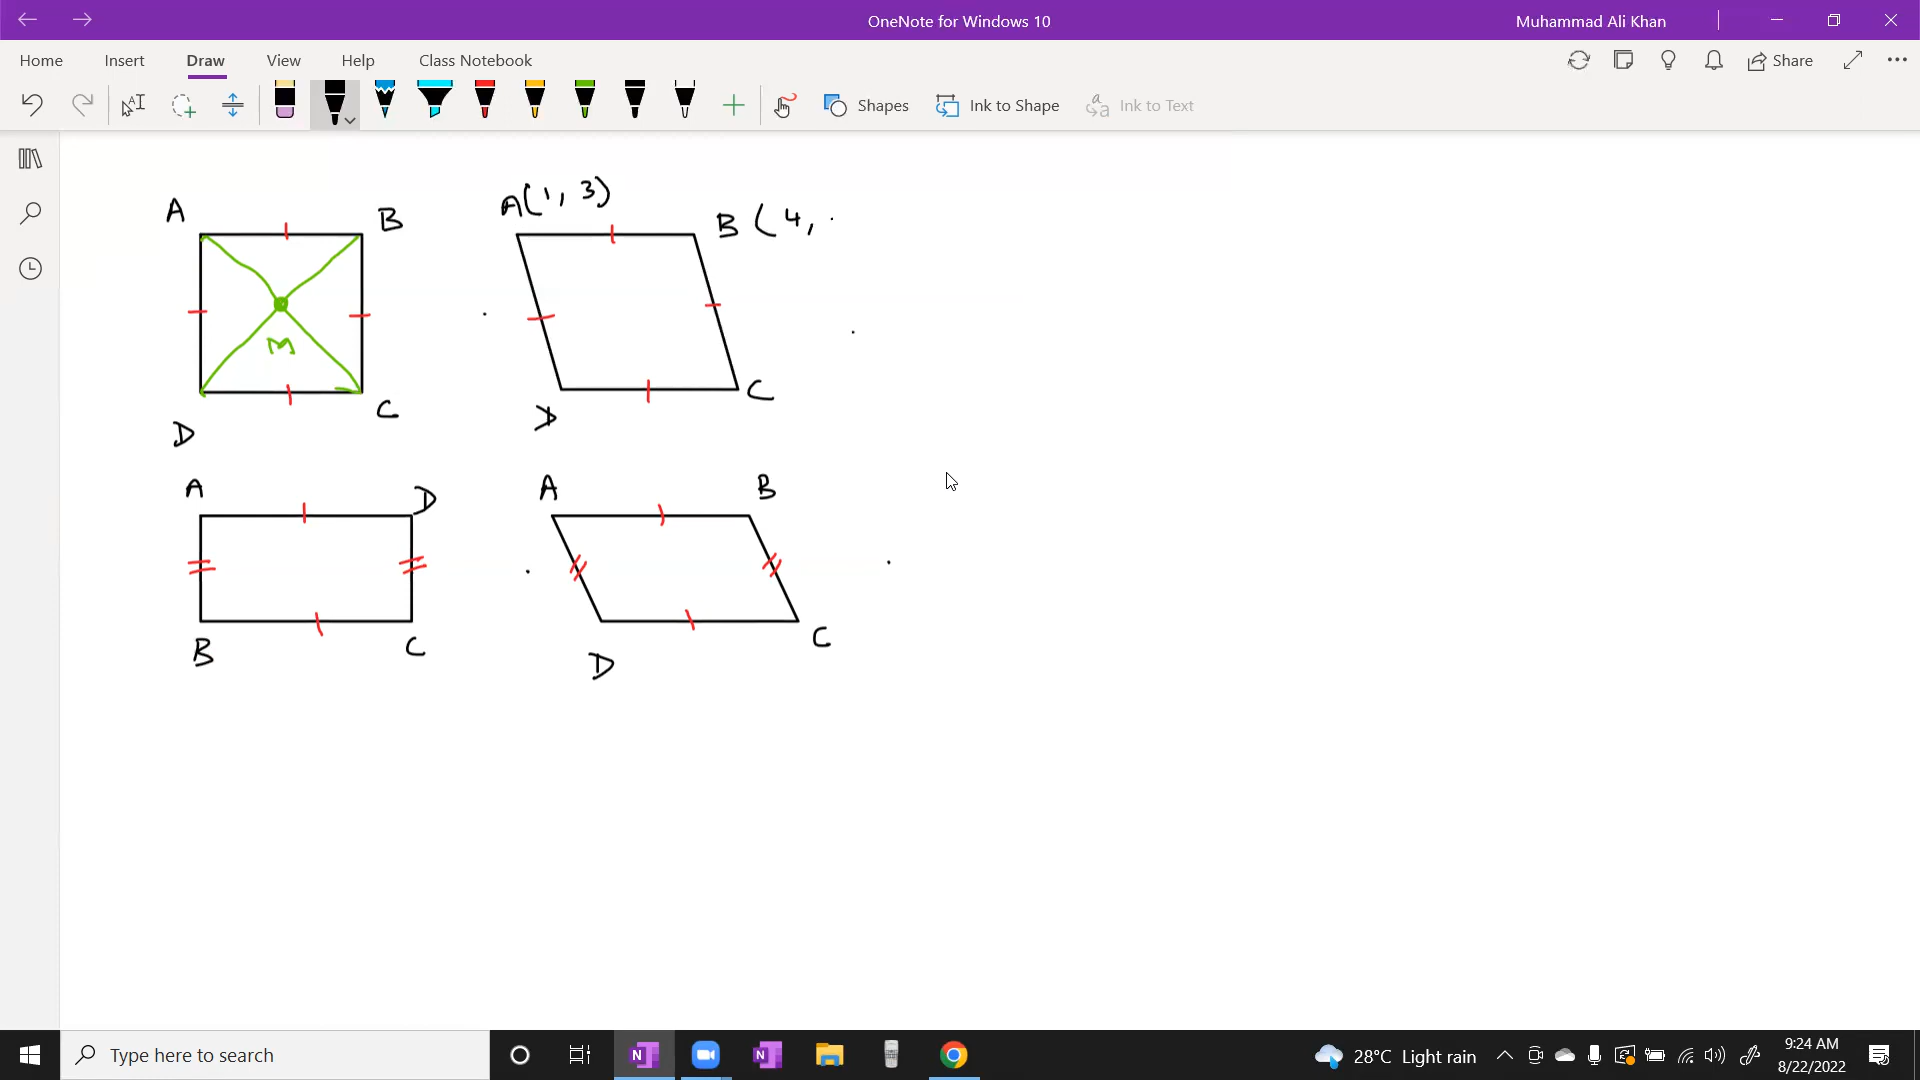 OneNote for Windows 10
Muhammad Ali Khan
Home Insert Draw View Help Class Notebook
Share
Shapes Ink to Shape Ink to Text
A B
A(1, 3) B (4,
M
D C
D C
A D
A B
B C
D C
Type here to search
28°C Light rain
9:24 AM
8/22/2022